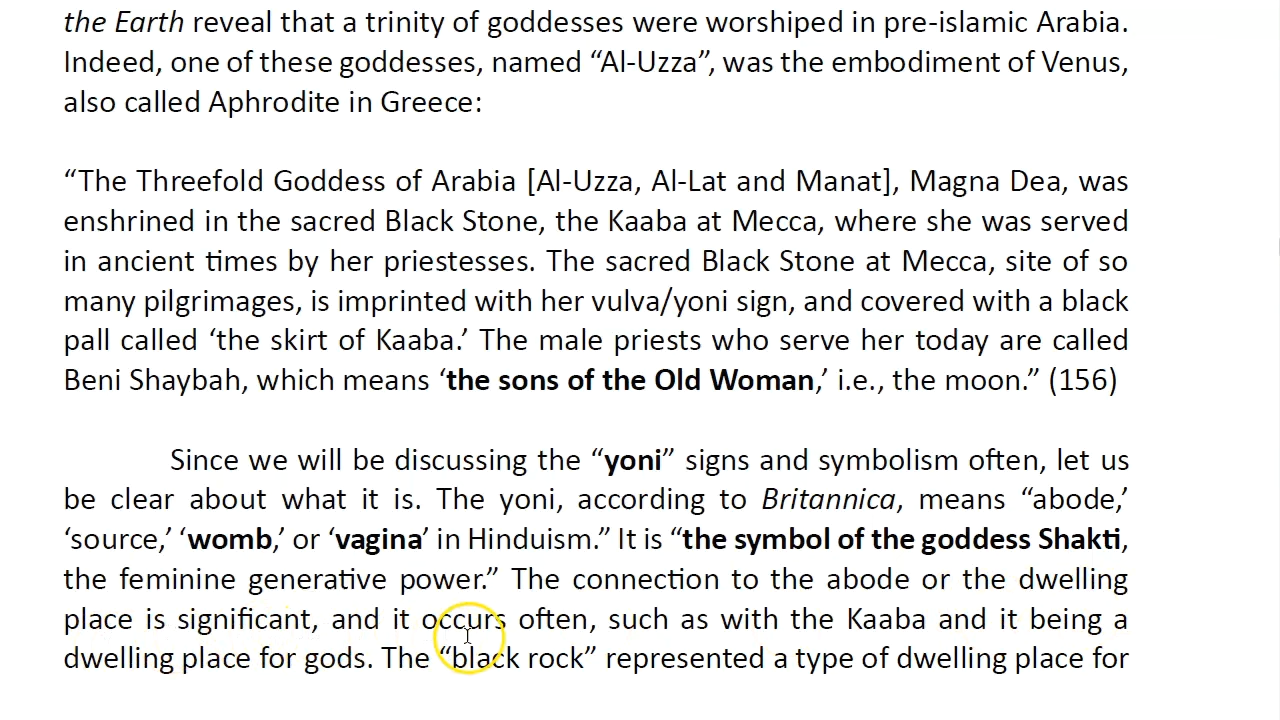 the Earth reveal that a trinity of goddesses were worshiped in pre-islamic Arabia.
Indeed, one of these goddesses, named “Al-Uzza”, was the embodiment of Venus,
also called Aphrodite in Greece:
“The Threefold Goddess of Arabia [Al-Uzza, Al-Lat and Manat], Magna Dea, was
enshrined in the sacred Black Stone, the Kaaba at Mecca, where she was served
in ancient times by her priestesses. The sacred Black Stone at Mecca, site of so
many pilgrimages, is imprinted with her vulva/yoni sign, and covered with a black
pall called ‘the skirt of Kaaba.’ The male priests who serve her today are called
Beni Shaybah, which means ‘the sons of the Old Woman,’ i.e., the moon.” (156)
Since we will be discussing the “yoni” signs and symbolism often, let us
be clear about what it is. The yoni, according to Britannica, means “abode,’
‘source,’ ‘womb,’ or ‘vagina’ in Hinduism.” It is “the symbol of the goddess Shakti,
the feminine generative power.” The connection to the abode or the dwelling
place is significant, and it occurs often, such as with the Kaaba and it being a
dwelling place for gods. The “black rock” represented a type of dwelling place for